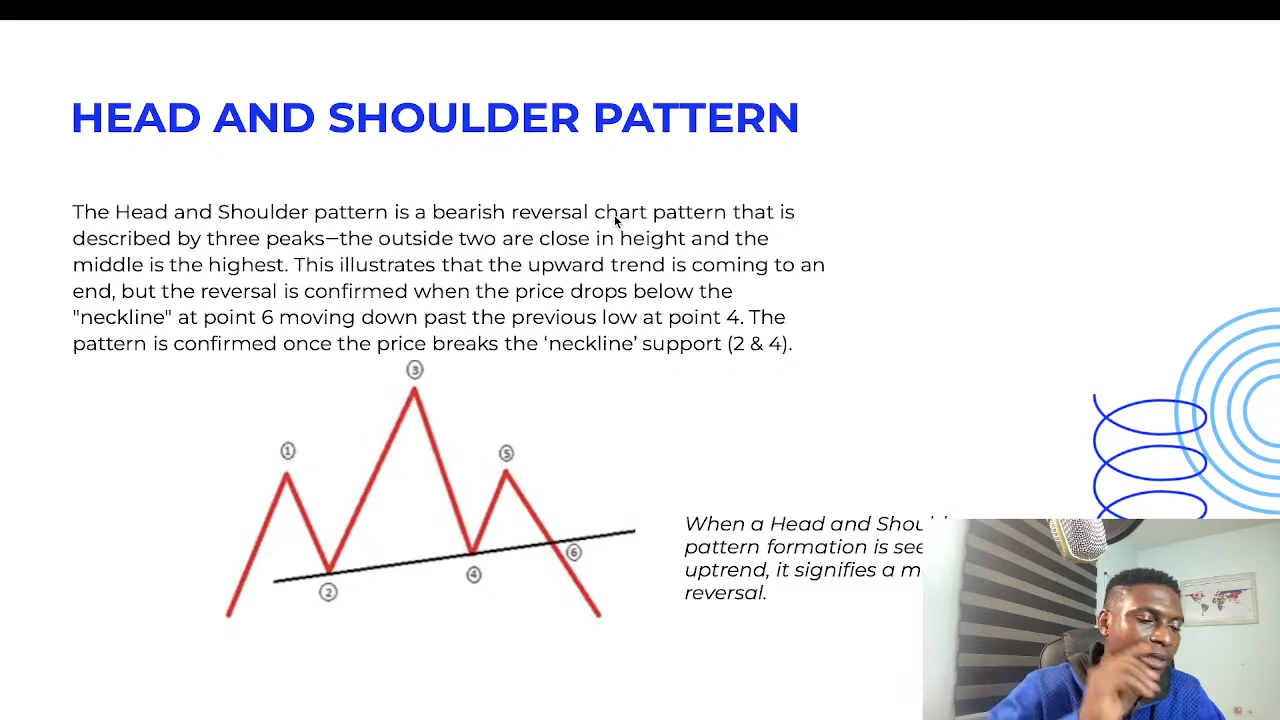 HEAD AND SHOULDER PATTERN
The Head and Shoulder pattern is a bearish reversal chart pattern that is
described by three peaks—the outside two are close in height and the
middle is the highest. This illustrates that the upward trend is coming to an
end, but the reversal is confirmed when the price drops below the
"neckline" at point 6 moving down past the previous low at point 4. The
pattern is confirmed once the price breaks the ‘neckline’ support (2 & 4).
3
1
5
6
4
2
When a Head and
pattern formation is
uptrend, it signifies a
reversal.